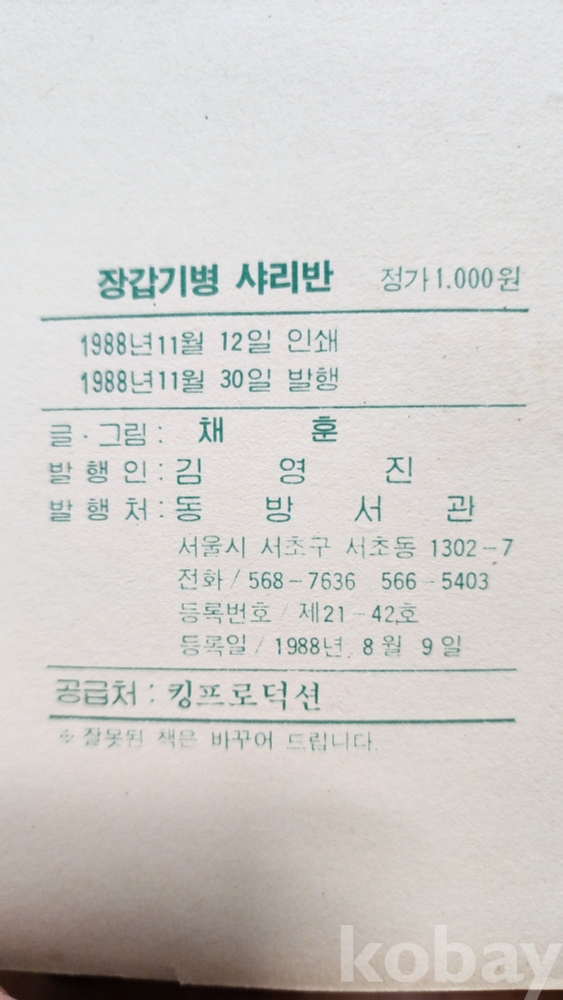 장갑기병 샤리반 정가 1.000원
1988년 11월 12일 인쇄
1988년 11월 30일 발행
글·그림: 채 훈
발행인: 김 영 진
발행처: 동 방 서 관
서울시 서초구 서초동 1302-7
전화/568-7636 566-5403
등록번호/제21-42호
등록일/1988년 8월 9일
공급처: 킹프로덕션
※ 잘못된 책은 바꾸어 드립니다.
kobay